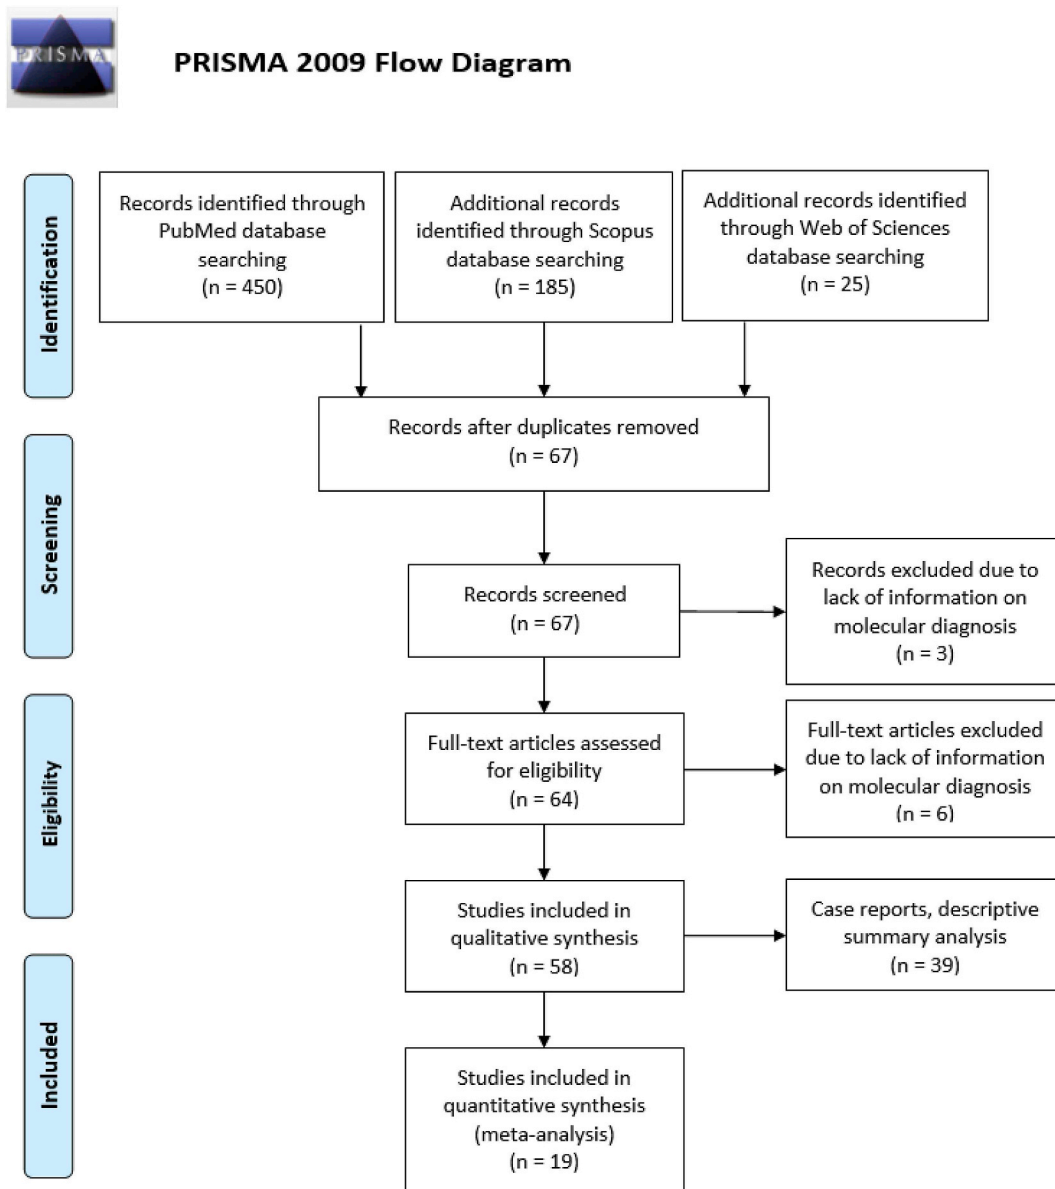 PRISMA
PRISMA 2009 Flow Diagram
Identification
Records identified through
PubMed database
searching
(n = 450)
Additional records
identified through Scopus
database searching
(n = 185)
Additional records identified
through Web of Sciences
database searching
(n = 25)
Records after duplicates removed
(n = 67)
Screening
Records screened
(n = 67)
Records excluded due to
lack of information on
molecular diagnosis
(n = 3)
Eligibility
Full-text articles assessed
for eligibility
(n = 64)
Full-text articles excluded
due to lack of information
on molecular diagnosis
(n = 6)
Studies included in
qualitative synthesis
(n = 58)
Case reports, descriptive
summary analysis
(n = 39)
Included
Studies included in
quantitative synthesis
(meta-analysis)
(n = 19)